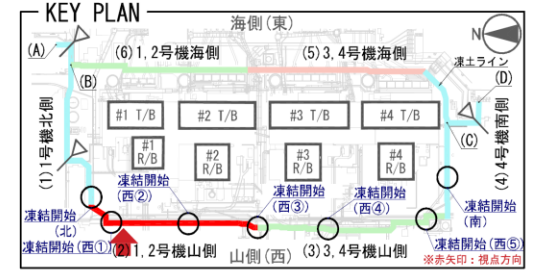 KEY PLAN
海側(東)
N
(A)
(6)1,2号機海側
(5)3,4号機海側
凍土ライン
(B)
(D)
#1 T/B
#2 T/B
#3 T/B
#4 T/B
(C)
(1)1号機北側
#1
R/B
#2
R/B
#3
R/B
#4
R/B
(4)4号機南側
凍結開始
(西②)
凍結開始
(西③)
凍結開始
(西④)
凍結開始
(南)
凍結開始
(北)
凍結開始(西①)
(2)1,2号機山側
山側(西)
(3)3,4号機山側
凍結開始(西⑤)
※赤矢印：視点方向